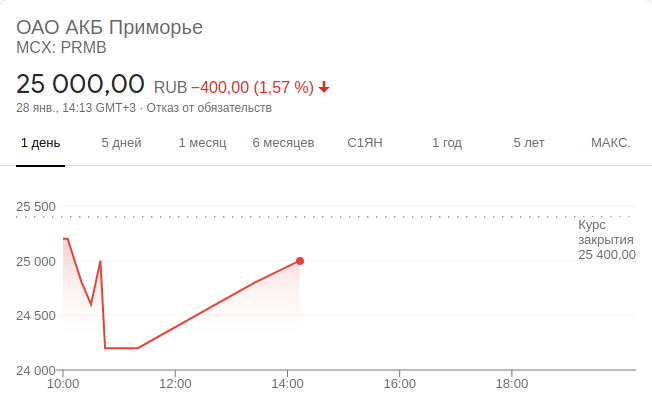 ОАО АКБ Приморье
MCX: PRMB
25 000,00 RUB −400,00 (1,57 %)
28 янв., 14:13 GMT+3 · Отказ от обязательств
1 день 5 дней 1 месяц 6 месяцев С1ЯН 1 год 5 лет МАКС.
25 500
Курс
закрытия
25 400,00
25 000
24 500
24 000
10:00 12:00 14:00 16:00 18:00